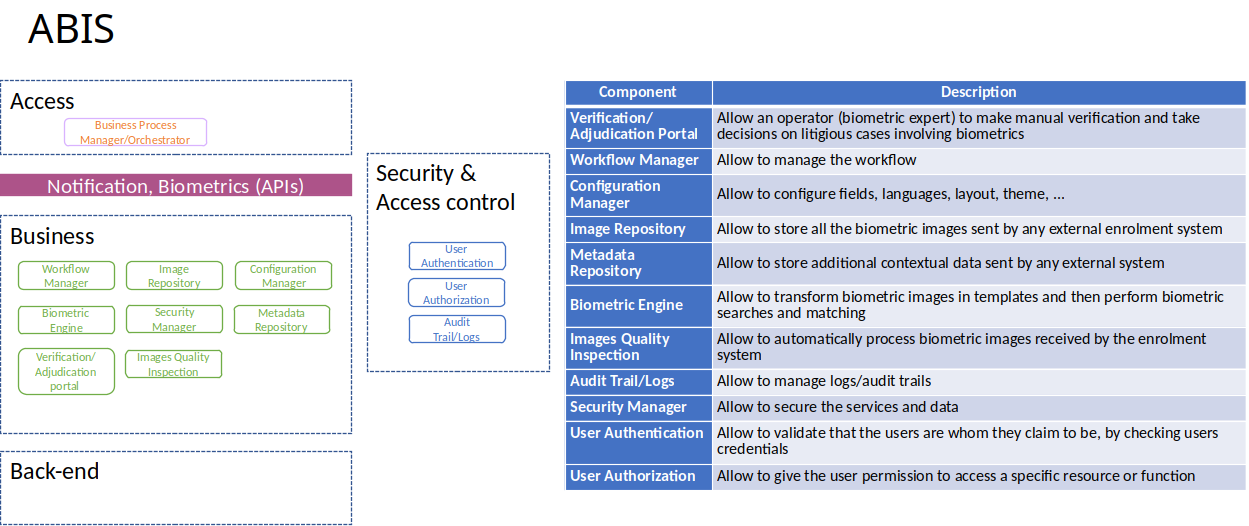 ABIS
Access
Business Process
Manager/Orchestrator
Notification, Biometrics (APIs)
Business
Workflow
Manager
Image
Repository
Configuration
Manager
Biometric
Engine
Security
Manager
Metadata
Repository
Verification/
Adjudication
portal
Images Quality
Inspection
Back-end
Security &
Access control
User
Authentication
User
Authorization
Audit
Trail/Logs
Component Description
Verification/
Adjudication Portal
Allow an operator (biometric expert) to make manual verification and take
decisions on litigious cases involving biometrics
Workflow Manager Allow to manage the workflow
Configuration
Manager
Allow to configure fields, languages, layout, theme, ...
Image Repository Allow to store all the biometric images sent by any external enrolment system
Metadata
Repository
Allow to store additional contextual data sent by any external system
Biometric Engine
Allow to transform biometric images in templates and then perform biometric
searches and matching
Images Quality
Inspection
Allow to automatically process biometric images received by the enrolment
system
Audit Trail/Logs Allow to manage logs/audit trails
Security Manager Allow to secure the services and data
User Authentication Allow to validate that the users are whom they claim to be, by checking users
credentials
User Authorization Allow to give the user permission to access a specific resource or function